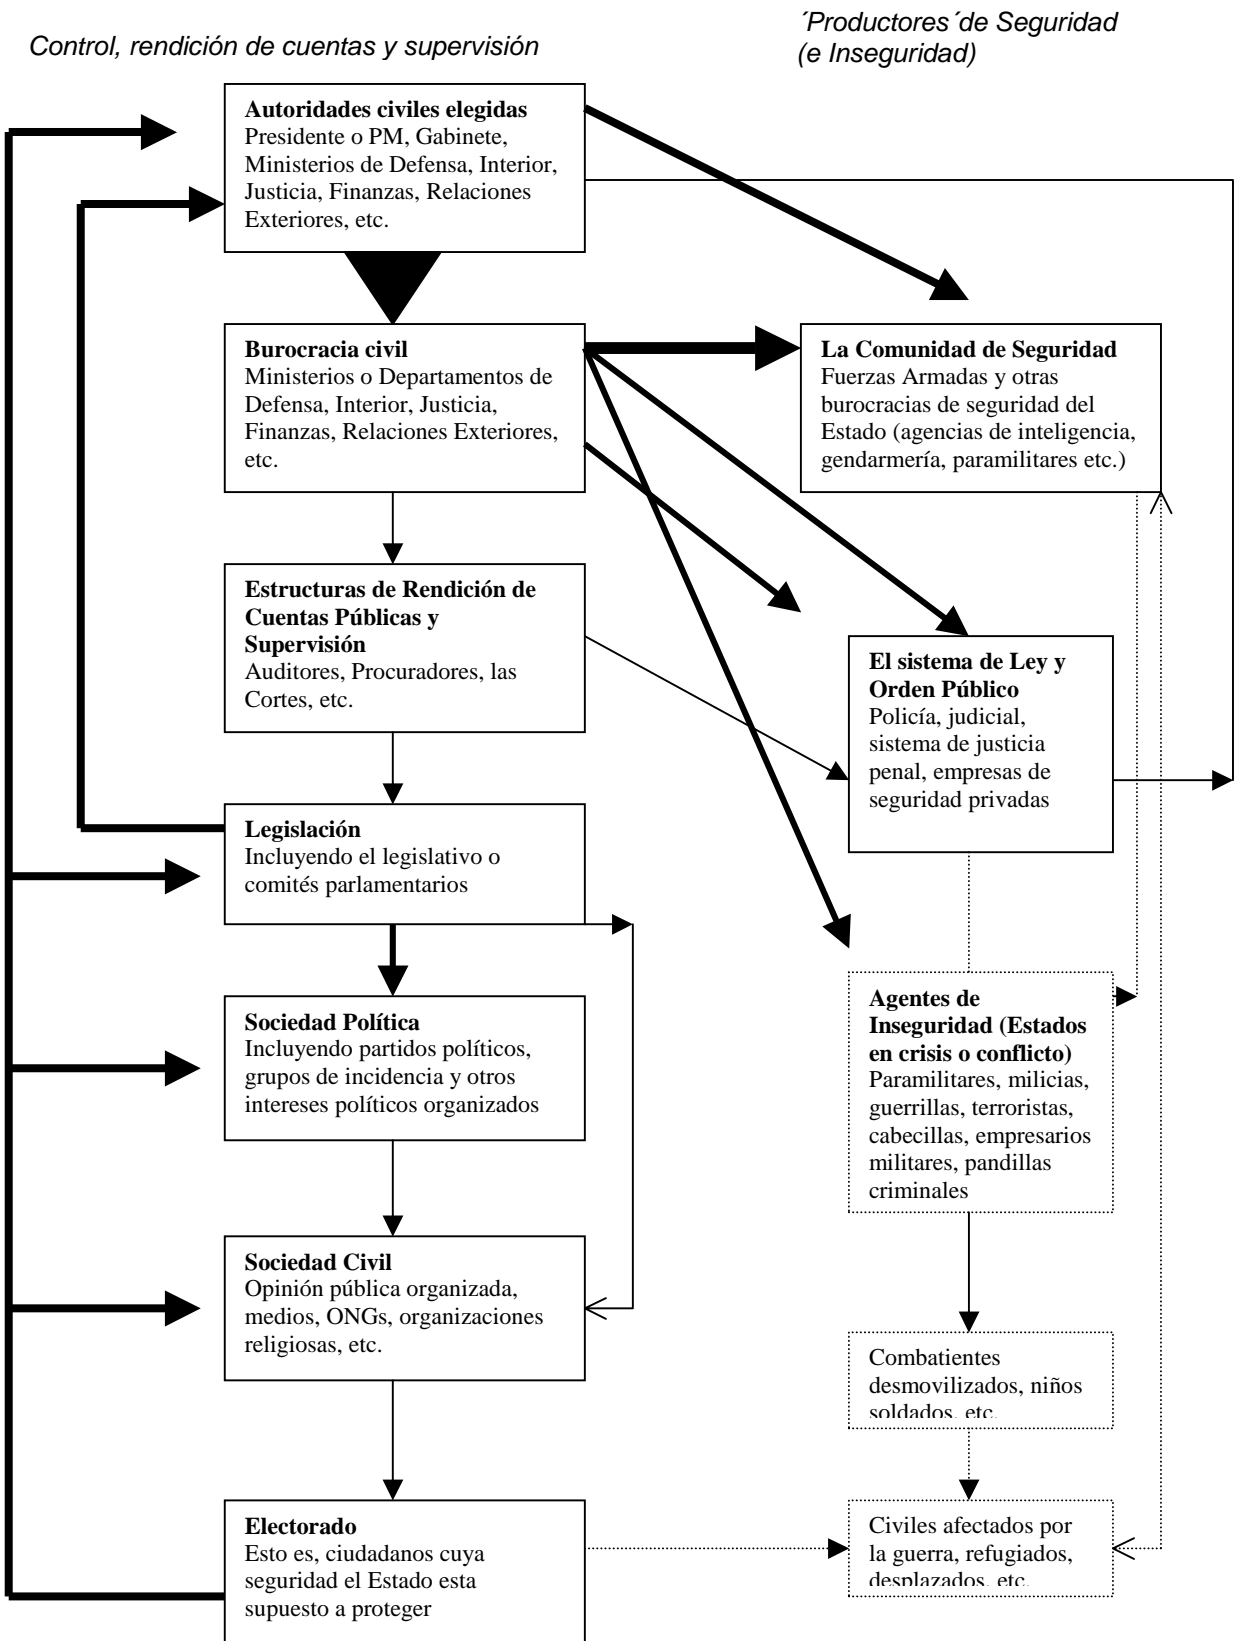 Control, rendición de cuentas y supervisión
´Productores´de Seguridad
(e Inseguridad)
Autoridades civiles elegidas
Presidente o PM, Gabinete,
Ministerios de Defensa, Interior,
Justicia, Finanzas, Relaciones
Exteriores, etc.
Burocracia civil
Ministerios o Departamentos de
Defensa, Interior, Justicia,
Finanzas, Relaciones Exteriores,
etc.
La Comunidad de Seguridad
Fuerzas Armadas y otras
burocracias de seguridad del
Estado (agencias de inteligencia,
gendarmería, paramilitares etc.)
Estructuras de Rendición de
Cuentas Públicas y
Supervisión
Auditores, Procuradores, las
Cortes, etc.
El sistema de Ley y
Orden Público
Policía, judicial,
sistema de justicia
penal, empresas de
seguridad privadas
Legislación
Incluyendo el legislativo o
comités parlamentarios
Sociedad Política
Incluyendo partidos políticos,
grupos de incidencia y otros
intereses políticos organizados
Agentes de
Inseguridad (Estados
en crisis o conflicto)
Paramilitares, milicias,
guerrillas, terroristas,
cabecillas, empresarios
militares, pandillas
criminales
Sociedad Civil
Opinión pública organizada,
medios, ONGs, organizaciones
religiosas, etc.
Combatientes
desmovilizados, niños
soldados, etc.
Electorado
Esto es, ciudadanos cuya
seguridad el Estado esta
supuesto a proteger
Civiles afectados por
la guerra, refugiados,
desplazados, etc.